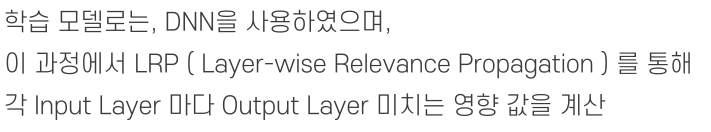 학습 모델로는, DNN을 사용하였으며,
이 과정에서 LRP ( Layer-wise Relevance Propagation ) 를 통해
각 Input Layer 마다 Output Layer 미치는 영향 값을 계산